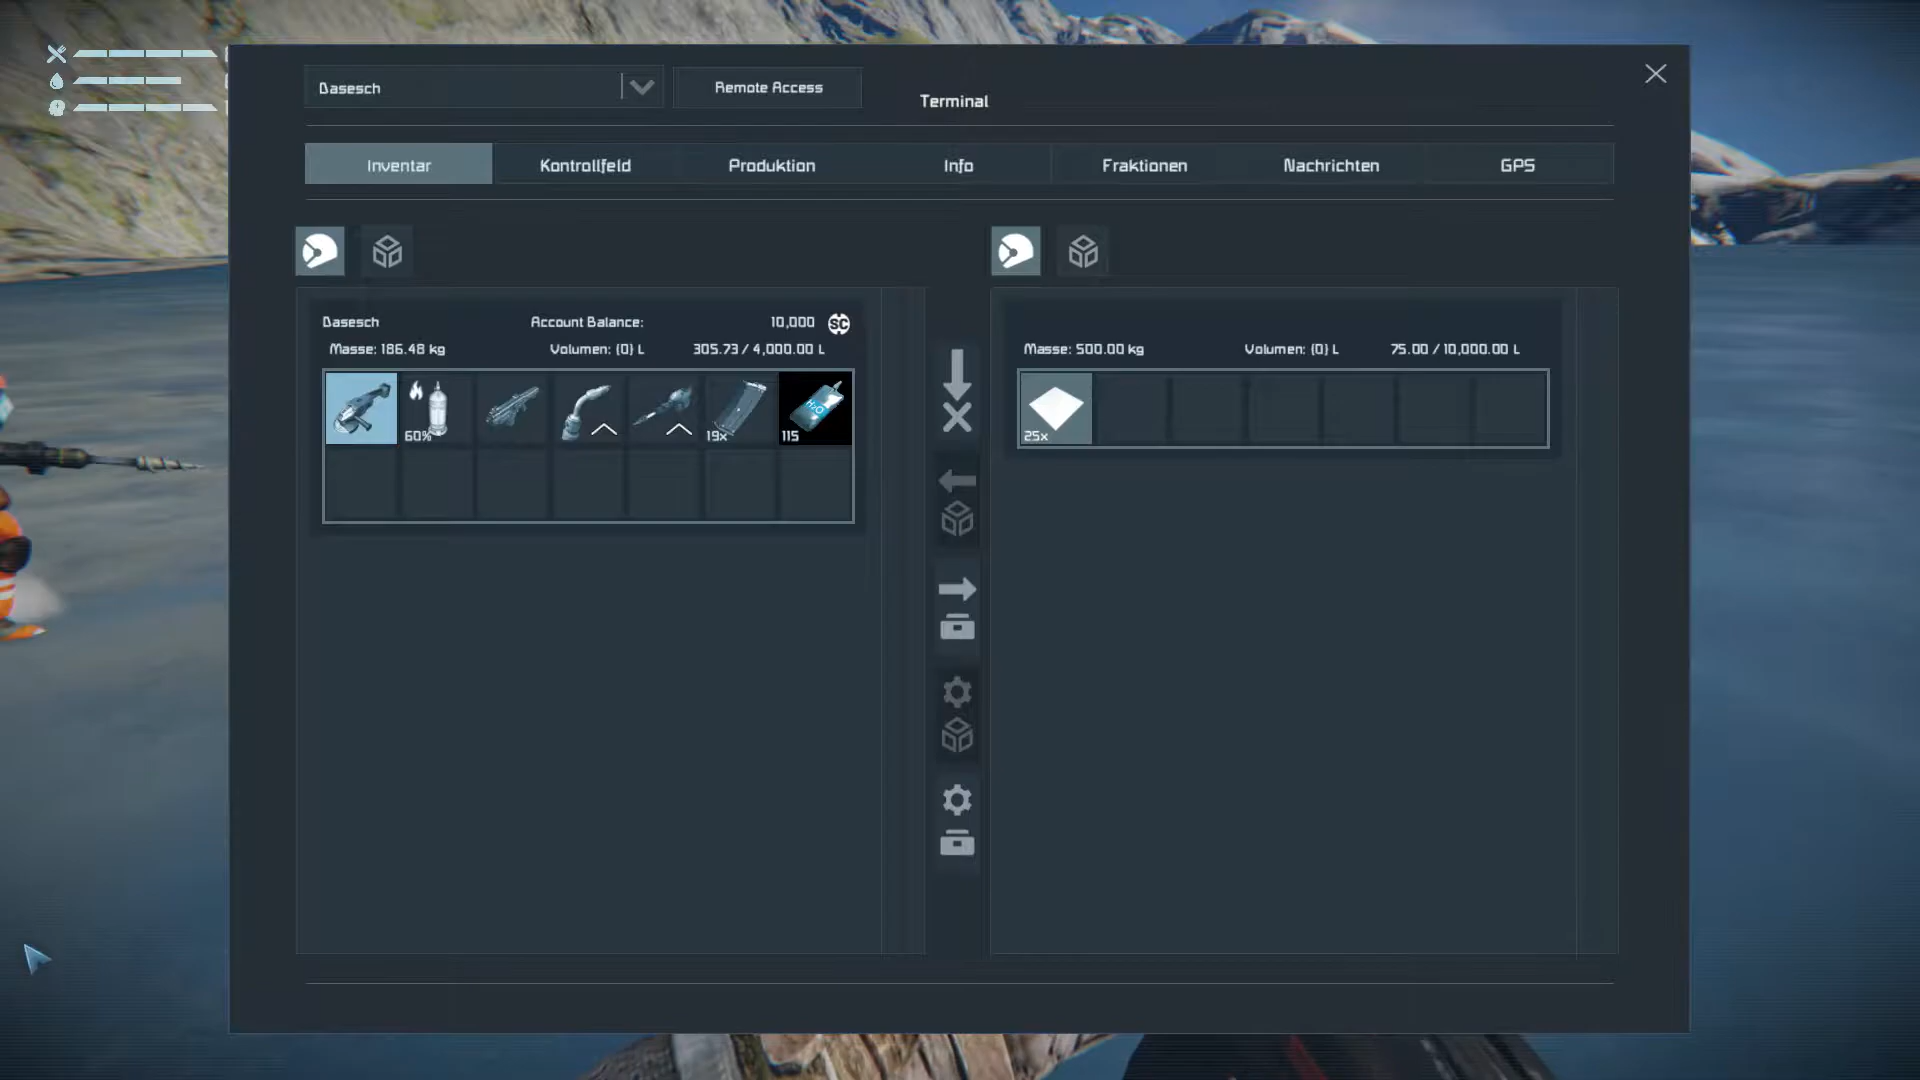 Dasesch
Remote Access
Terminal
Inventar
Kontrollfeld
Produktion
Info
Fraktionen
Nachrichten
GPS
Dasesch Account Balance: 10,000 SC
Masse: 186.48 kg Volumen: (0) L 305.73 / 4,000.00 L
60%
19x
H2O
115
Masse: 500.00 kg Volumen: (0) L 75.00 / 10,000.00 L
25x